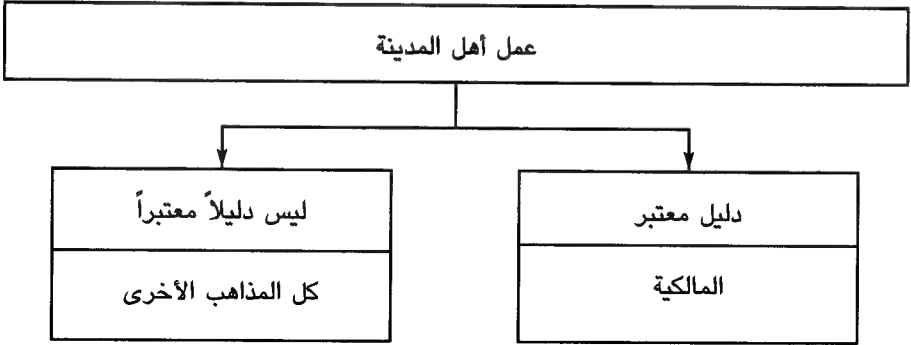 عمل أهل المدينة
دليل معتبر
المالكية
ليس دليلاً معتبراً
كل المذاهب الأخرى